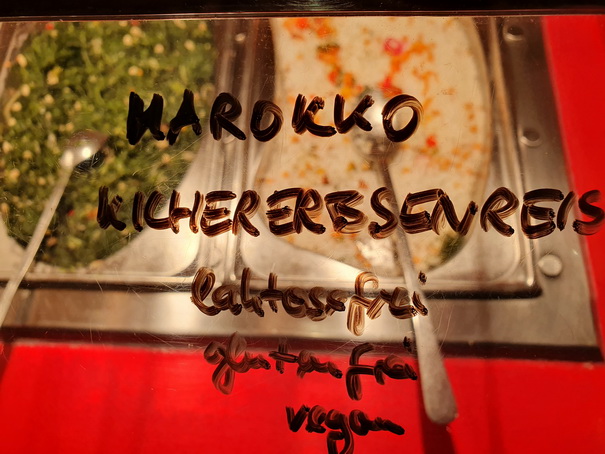 MAROKKO
KICHERERBSENREIS
laktosefrei
glutenfrei
vegan